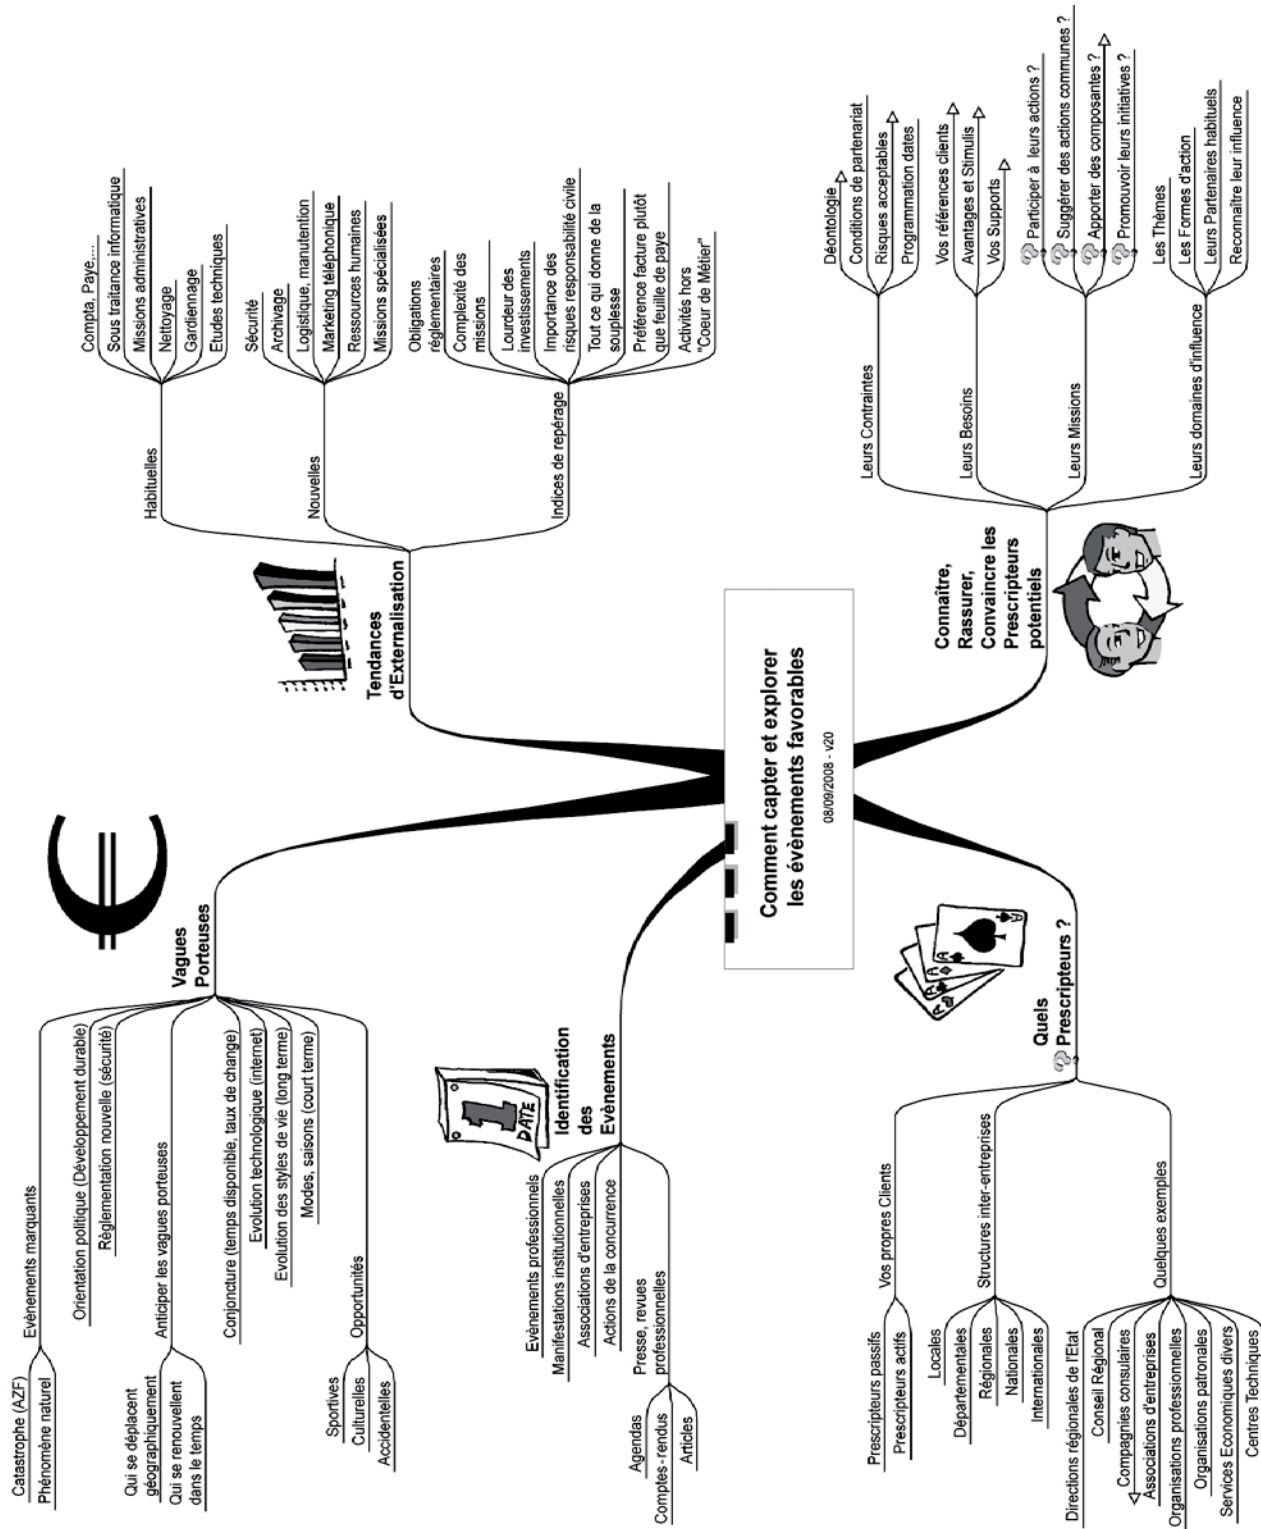 Comment capter et explorer
les évènements favorables
08/09/2008 - v20
Tendances
d'Externalisation
Habituelles
Compta, Paye,...
Sous traitance informatique
Missions administratives
Nettoyage
Gardiennage
Etudes techniques
Nouvelles
Sécurité
Archivage
Logistique, manutention
Marketing téléphonique
Ressources humaines
Missions spécialisées
Indices de repérage
Obligations
réglementaires
Complexité des
missions
Lourdeur des
investissements
Importance des
risques responsabilité civile
Tout ce qui donne de la
souplesse
Préférence facture plutôt
que feuille de paye
Activités hors
"Coeur de Métier"
Connaître,
Rassurer,
Convaincre les
Prescripteurs
potentiels
Leurs Contraintes
Déontologie
Conditions de partenariat
Risques acceptables
Programmation dates
Leurs Besoins
Vos références clients
Avantages et Stimulis
Vos Supports
Leurs Missions
Participer à leurs actions ?
Suggérer des actions communes ?
Apporter des composantes ?
Promouvoir leurs initiatives ?
Leurs domaines d'influence
Les Thèmes
Les Formes d'action
Leurs Partenaires habituels
Reconnaître leur influence
Quels
Prescripteurs ?
A
A
A
A
A
Vos propres Clients
Prescripteurs passifs
Prescripteurs actifs
Structures inter-entreprises
Locales
Départementales
Régionales
Nationales
Internationales
Quelques exemples
Directions régionales de l'Etat
Conseil Régional
Compagnies consulaires
Associations d'entreprises
Organisations professionnelles
Organisations patronales
Services Economiques divers
Centres Techniques
Identification
des
Evènements
1
DATE
Evènements professionnels
Manifestations institutionnelles
Associations d'entreprises
Actions de la concurrence
Presse, revues
professionnelles
Agendas
Comptes-rendus
Articles
Vagues
Porteuses
Evènements marquants
Catastrophe (AZF)
Phénomène naturel
Orientation politique (Développement durable)
Règlementation nouvelle (sécurité)
Anticiper les vagues porteuses
Qui se déplacent
géographiquement
Qui se renouvellent
dans le temps
Conjoncture (temps disponible, taux de change)
Evolution technologique (internet)
Evolution des styles de vie (long terme)
Modes, saisons (court terme)
Opportunités
Sportives
Culturelles
Accidentelles